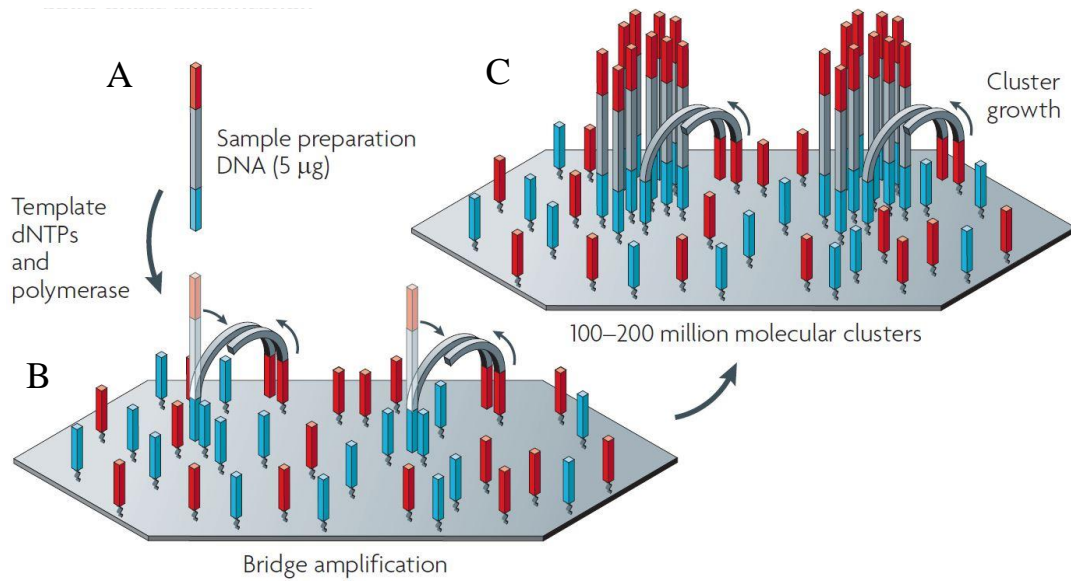 A
Sample preparation
DNA (5 μg)
Template
dNTPs
and
polymerase
B
Bridge amplification
C
Cluster
growth
100–200 million molecular clusters